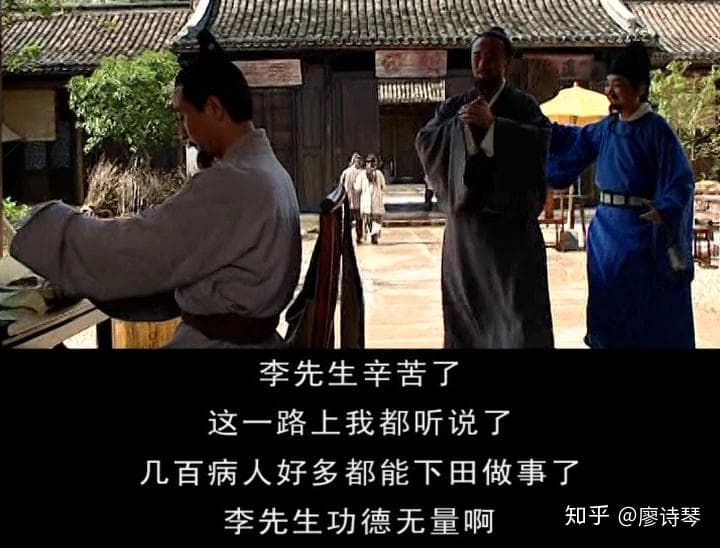 李先生辛苦了
这一路上我都听说了
几百病人好多都能下田做事了
李先生功德无量啊
知乎 @廖诗琴